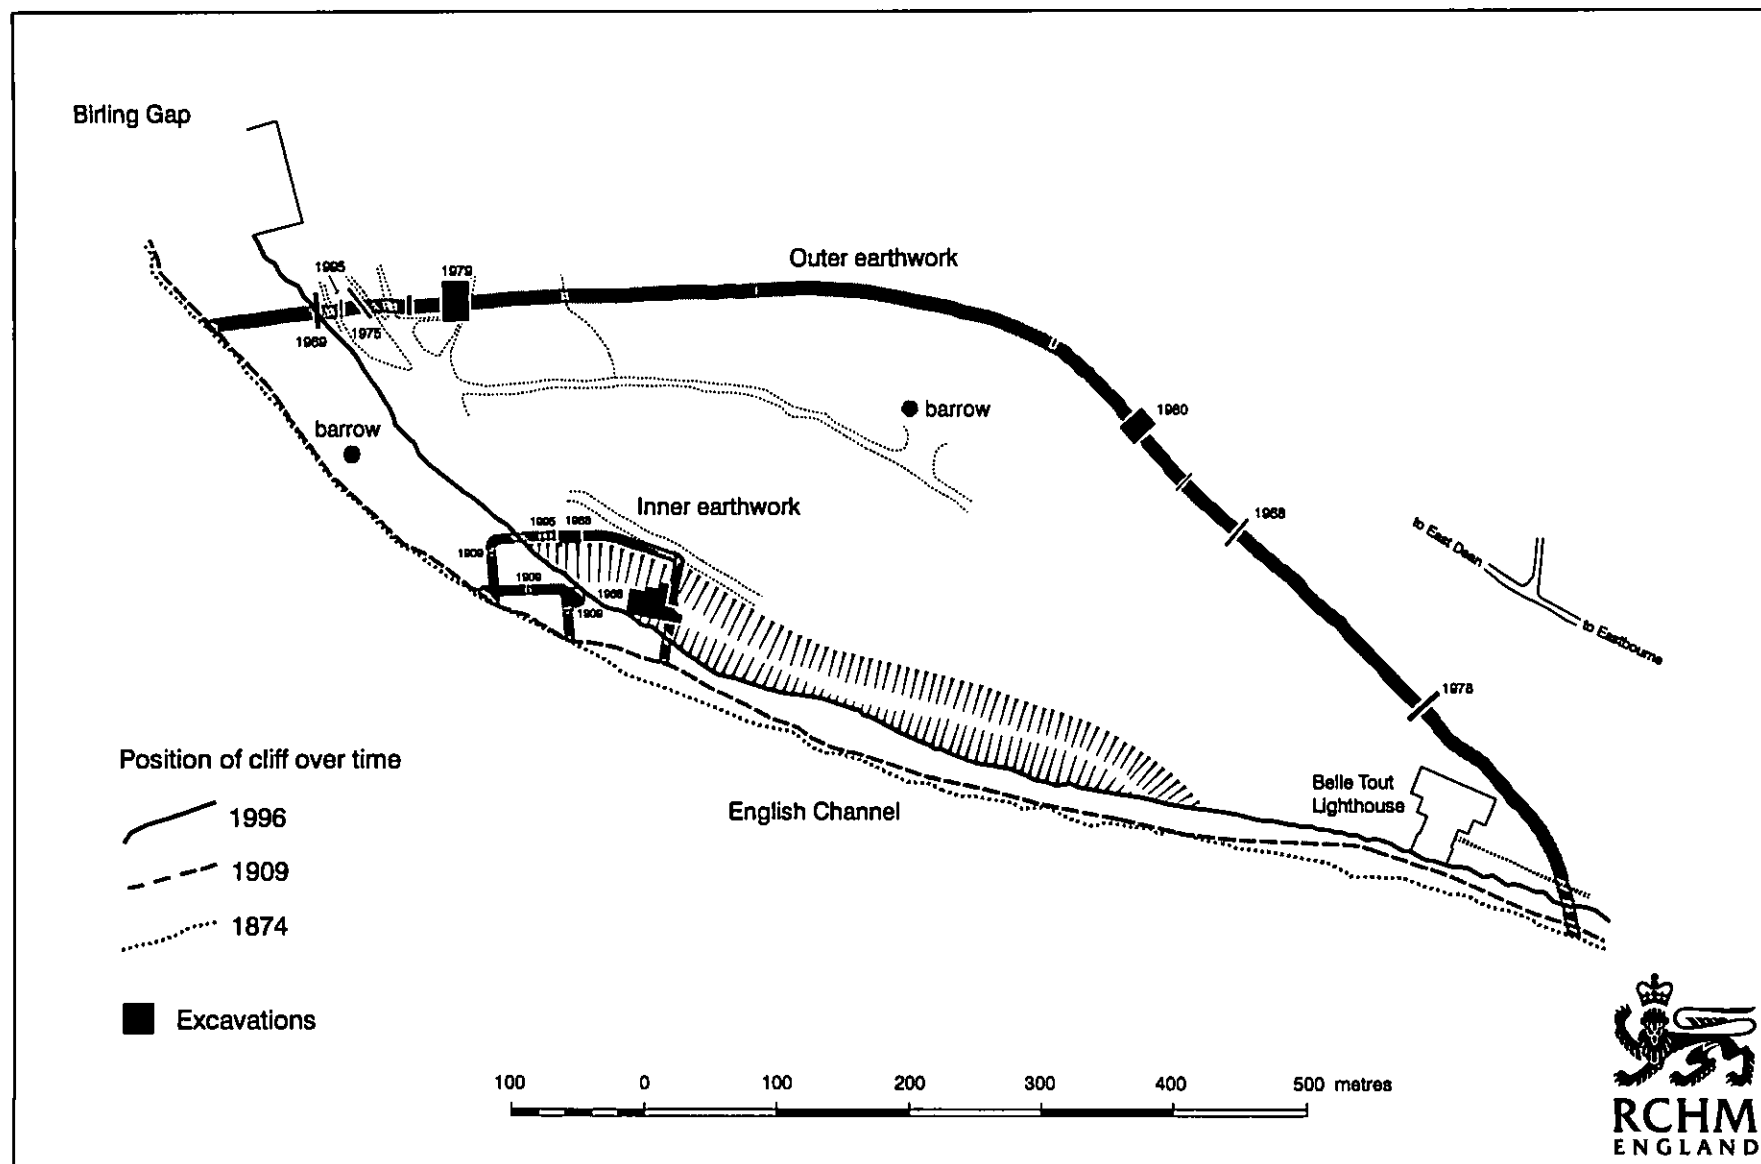 Birling Gap
Outer earthwork
1995
1979
1969
1975
barrow
barrow
1980
Inner earthwork
1995
1968
1909
1909
1968
1909
1968
to East Dean
to Eastbourne
1978
Position of cliff over time
1996
1909
1874
Excavations
English Channel
Belle Tout
Lighthouse
100 0 100 200 300 400 500 metres
RCHM
ENGLAND